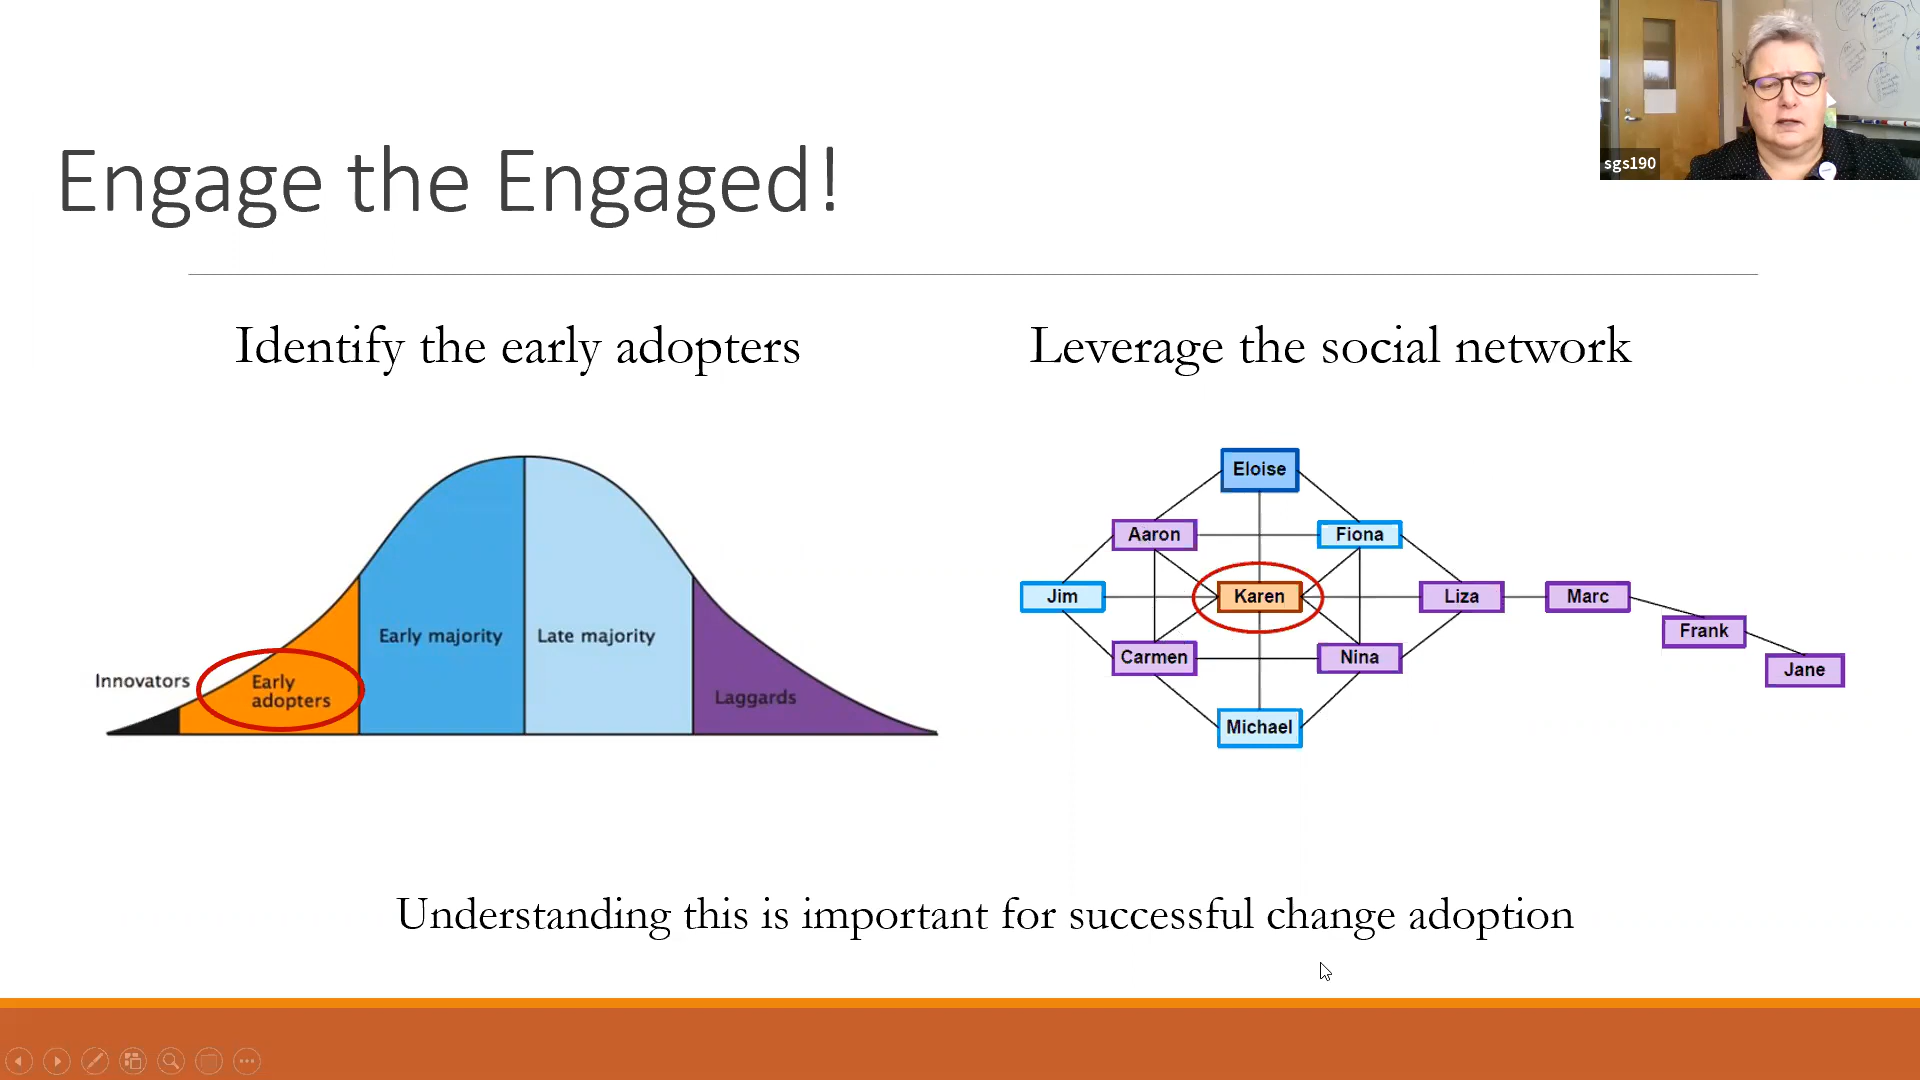 sgs190
Engage the Engaged!
Identify the early adopters
Leverage the social network
Innovators
Early
adopters
Early majority
Late majority
Laggards
Eloise
Aaron
Fiona
Jim
Karen
Liza
Marc
Carmen
Nina
Frank
Jane
Michael
Understanding this is important for successful change adoption